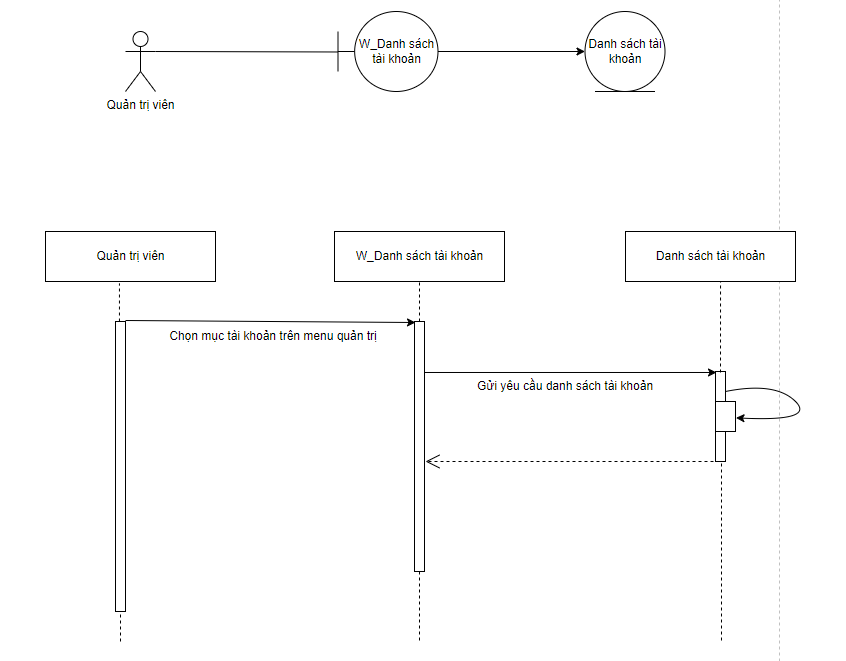 W_Danh sách
tài khoản
Danh sách tài
khoản
Quản trị viên
Quản trị viên
W_Danh sách tài khoản
Danh sách tài khoản
Chọn mục tài khoản trên menu quản trị
Gửi yêu cầu danh sách tài khoản